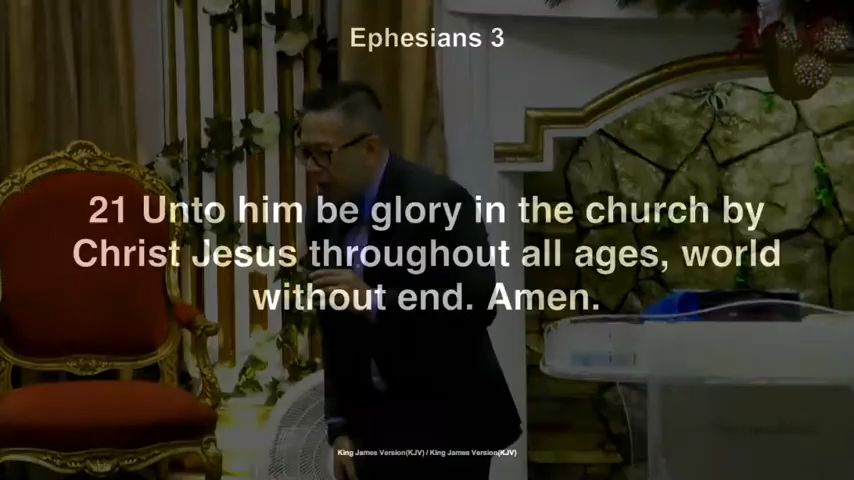 Ephesians 3
21 Unto him be glory in the church by
Christ Jesus throughout all ages, world
without end. Amen.
King James Version(KJV) / King James Version(KJV)